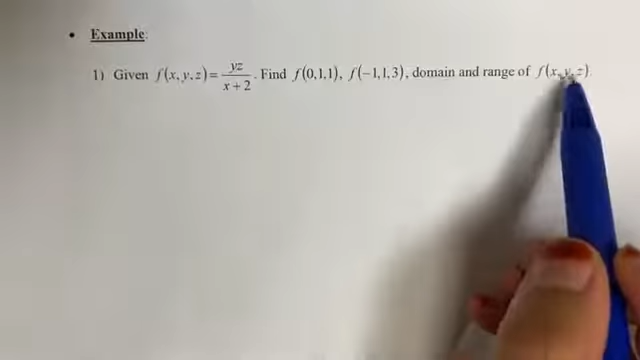 • Example:
1) Given f(x, y, z) = yz / (x + 2). Find f(0,1,1), f(−1,1,3), domain and range of f(x, y, z).